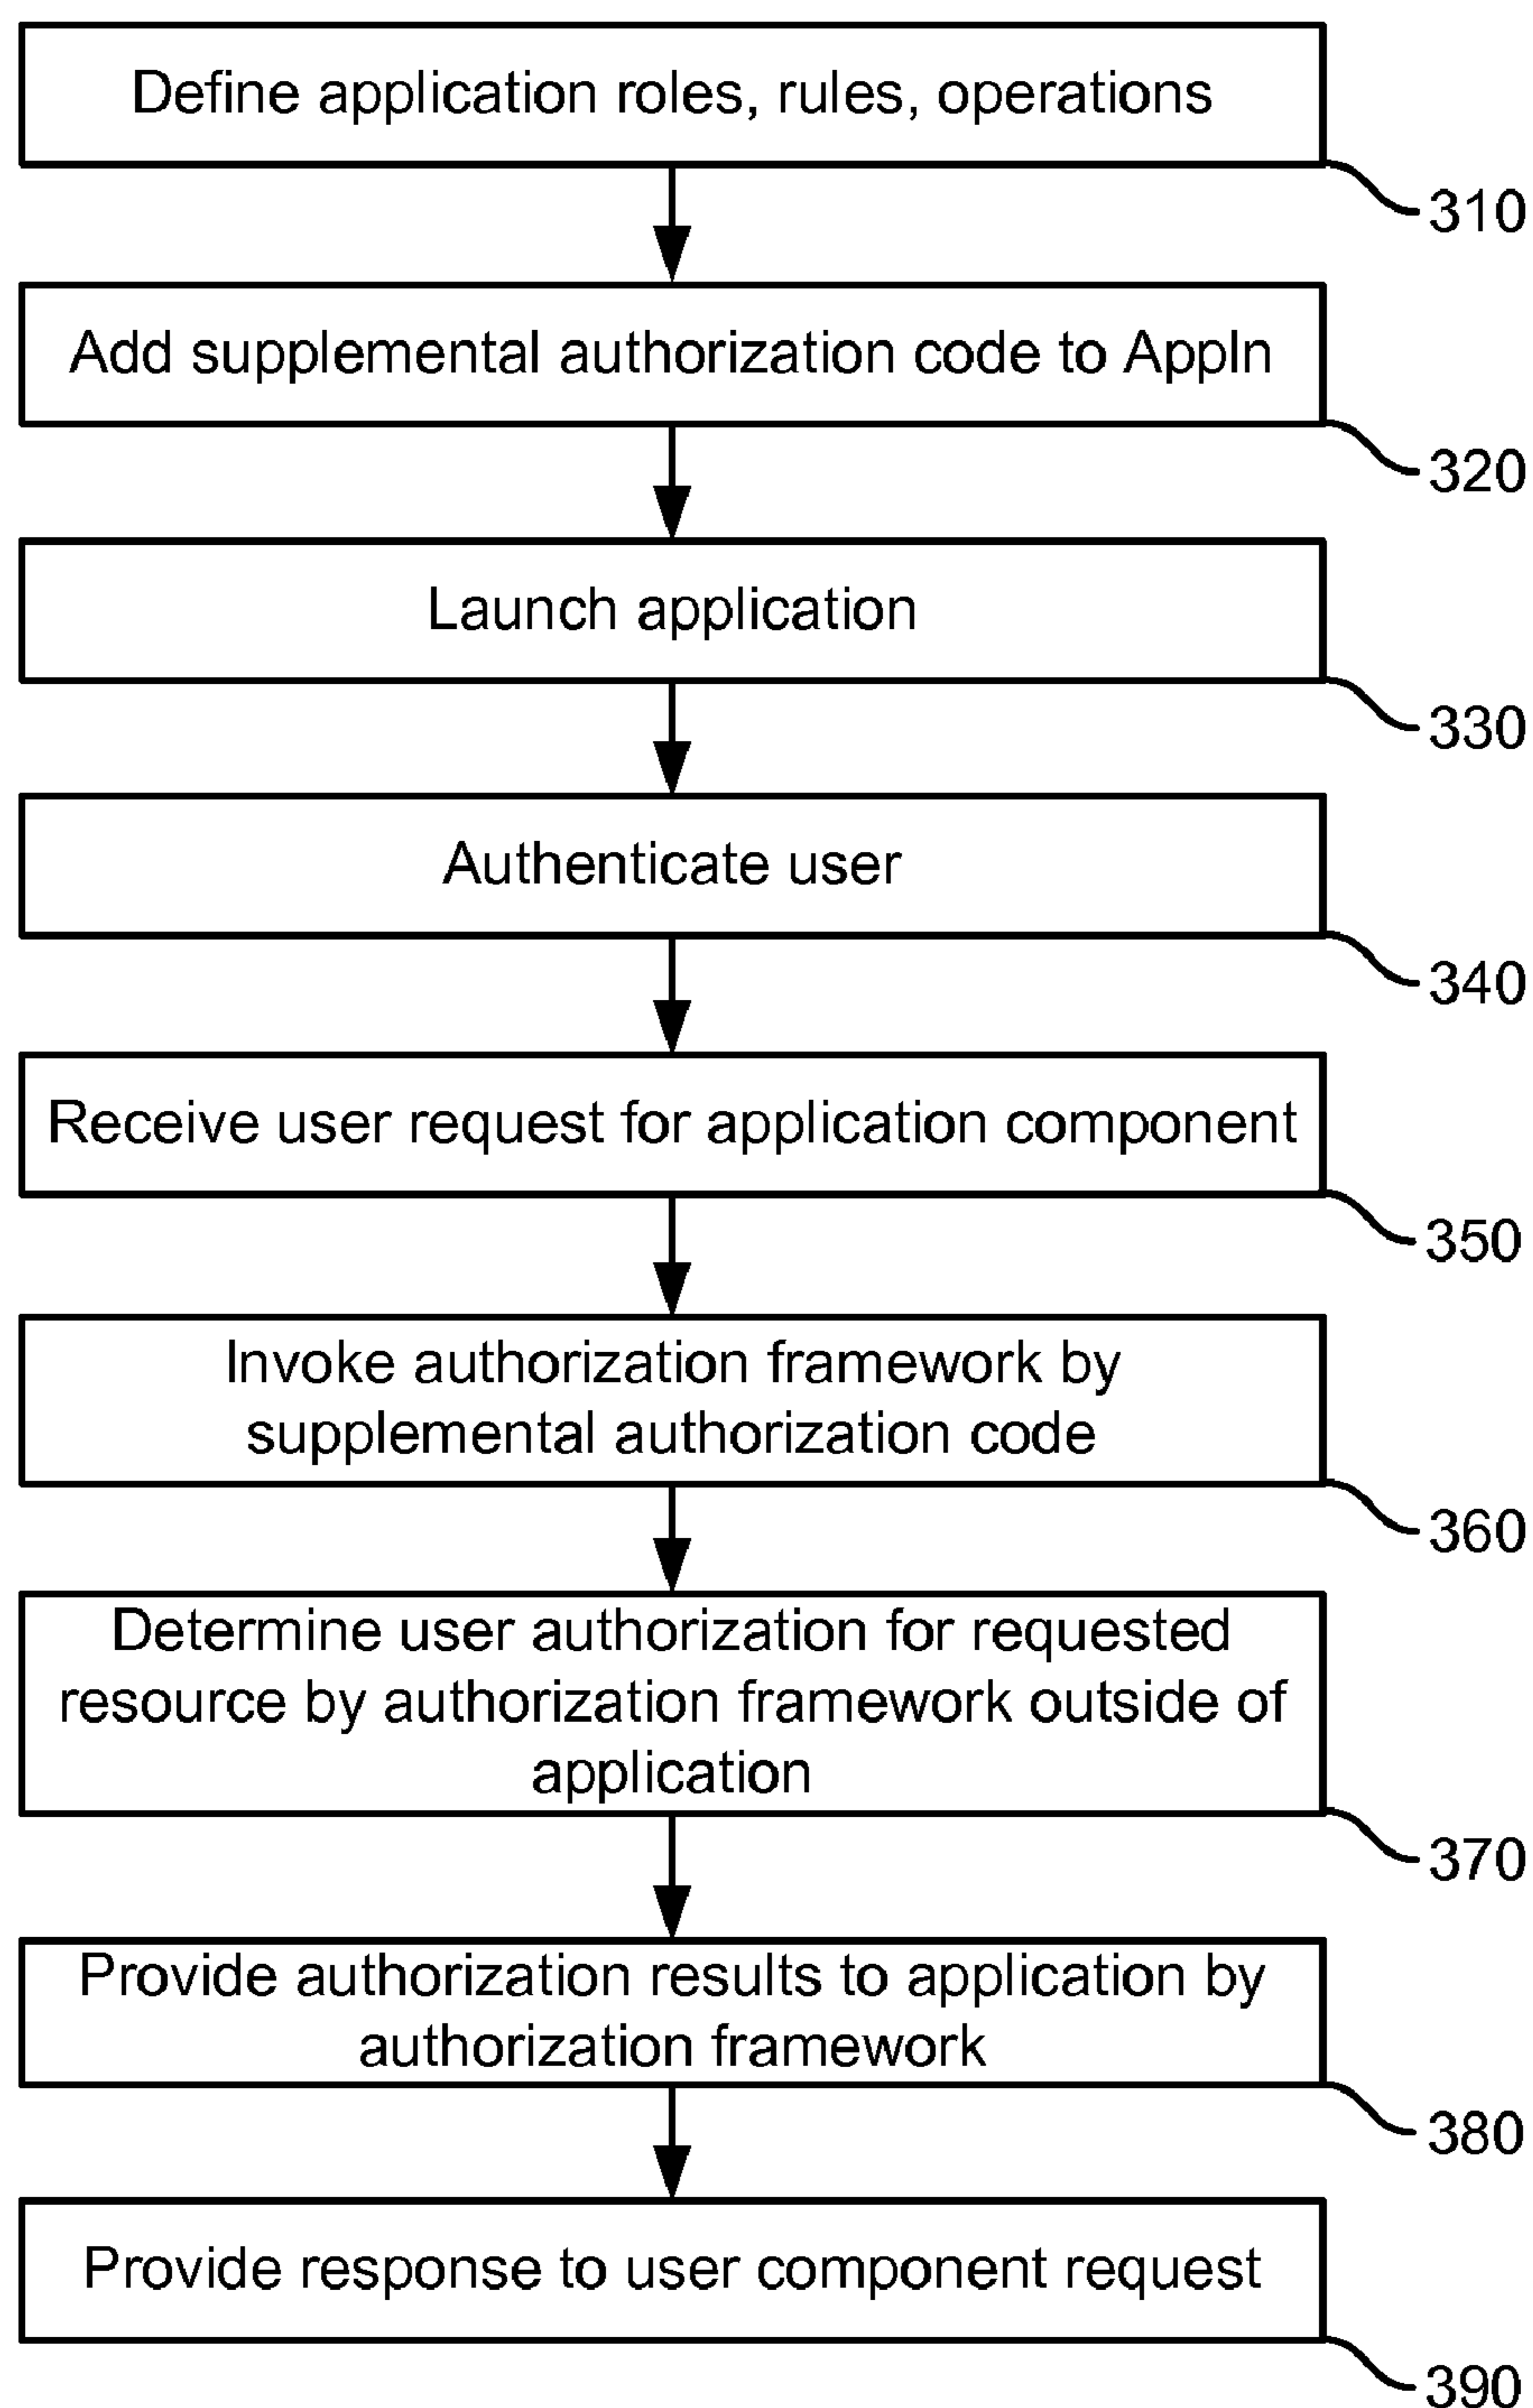 Define application roles, rules, operations
310
Add supplemental authorization code to Appln
320
Launch application
330
Authenticate user
340
Receive user request for application component
350
Invoke authorization framework by
supplemental authorization code
360
Determine user authorization for requested
resource by authorization framework outside of
application
370
Provide authorization results to application by
authorization framework
380
Provide response to user component request
390